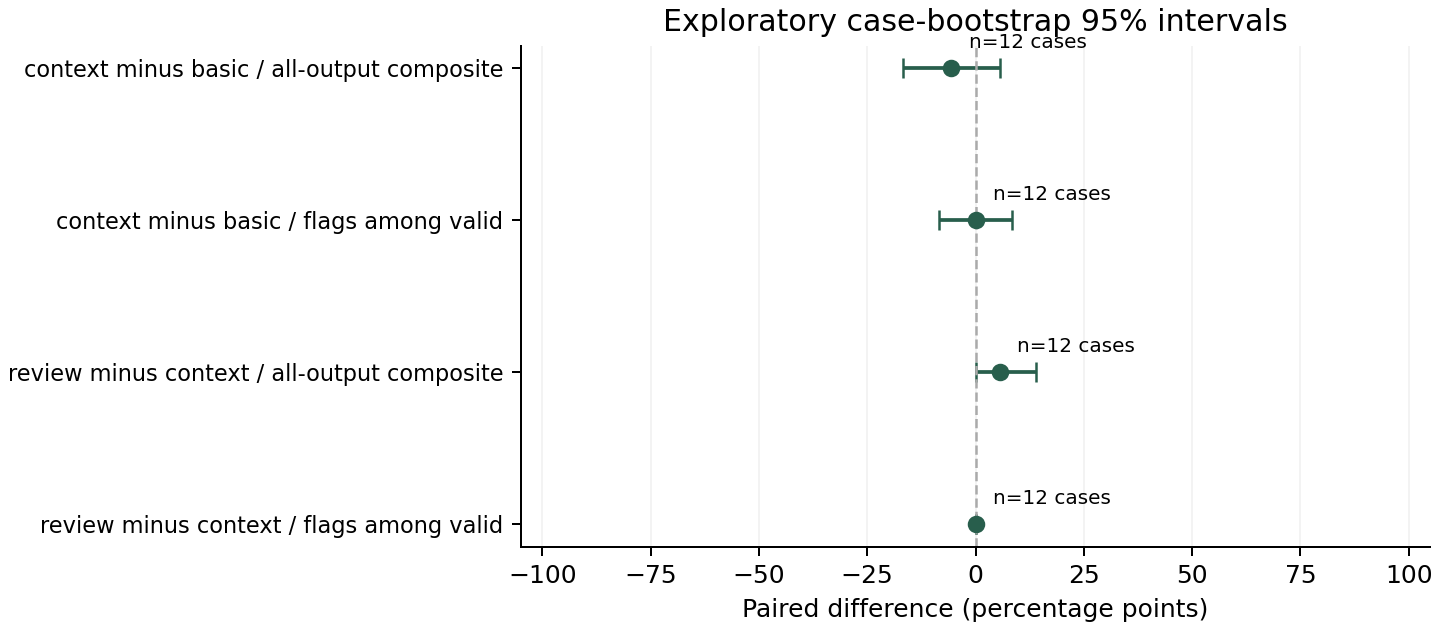 Exploratory case-bootstrap 95% intervals
n=12 cases
context minus basic / all-output composite
n=12 cases
context minus basic / flags among valid
n=12 cases
review minus context / all-output composite
n=12 cases
review minus context / flags among valid
−100 −75 −50 −25 0 25 50 75 100
Paired difference (percentage points)